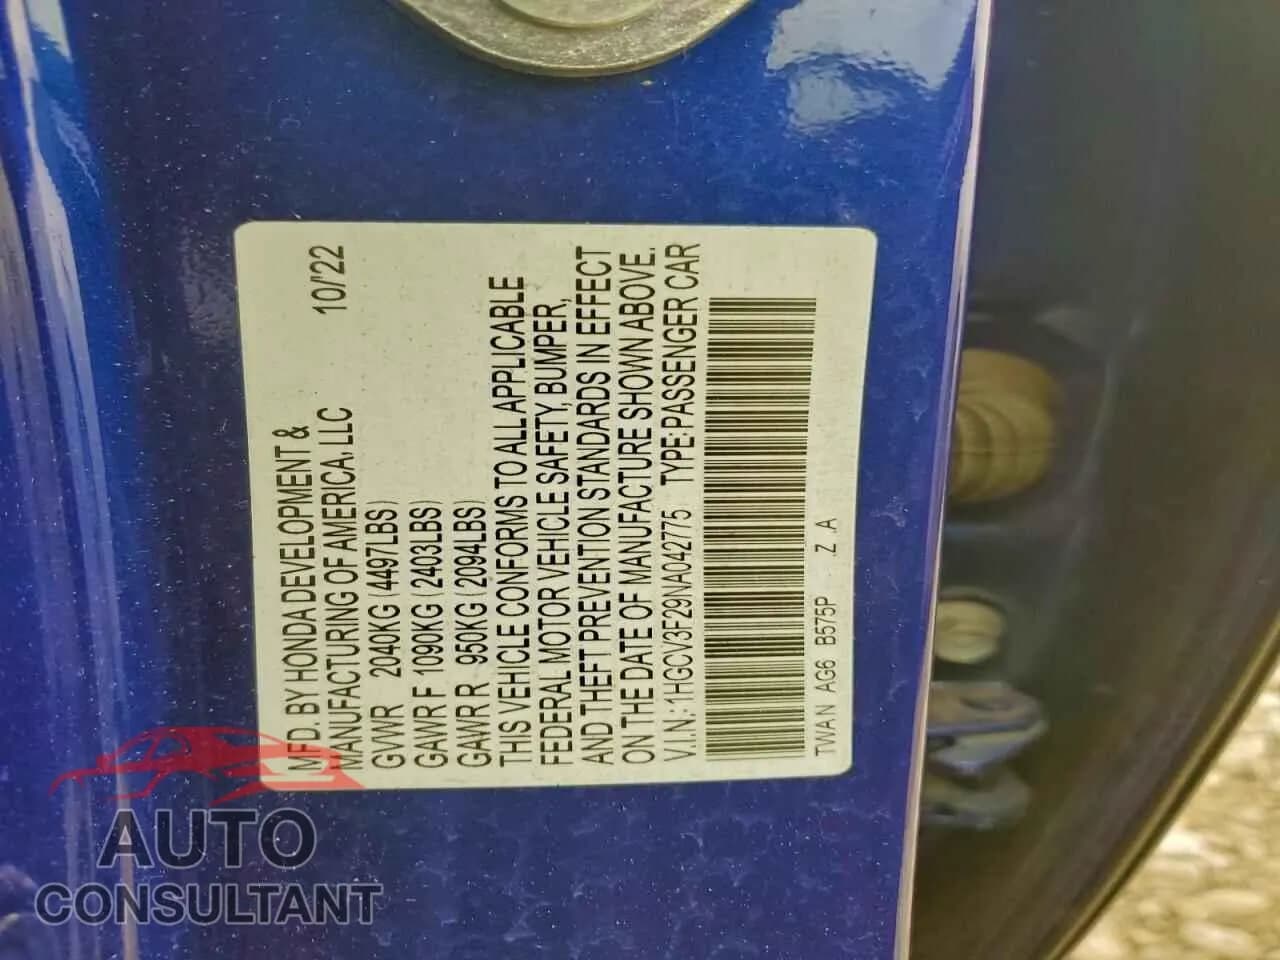 MFD. BY HONDA DEVELOPMENT &
MANUFACTURING OF AMERICA, LLC 10/'22
GVWR 2040KG (4497LBS)
GAWR F 1090KG (2403LBS)
GAWR R 950KG (2094LBS)
THIS VEHICLE CONFORMS TO ALL APPLICABLE
FEDERAL MOTOR VEHICLE SAFETY, BUMPER,
AND THEFT PREVENTION STANDARDS IN EFFECT
ON THE DATE OF MANUFACTURE SHOWN ABOVE.
V.I.N.: 1HGCV3F29NA042775 TYPE: PASSENGER CAR
TWAN AG6 B575P Z .A
AUTO
CONSULTANT